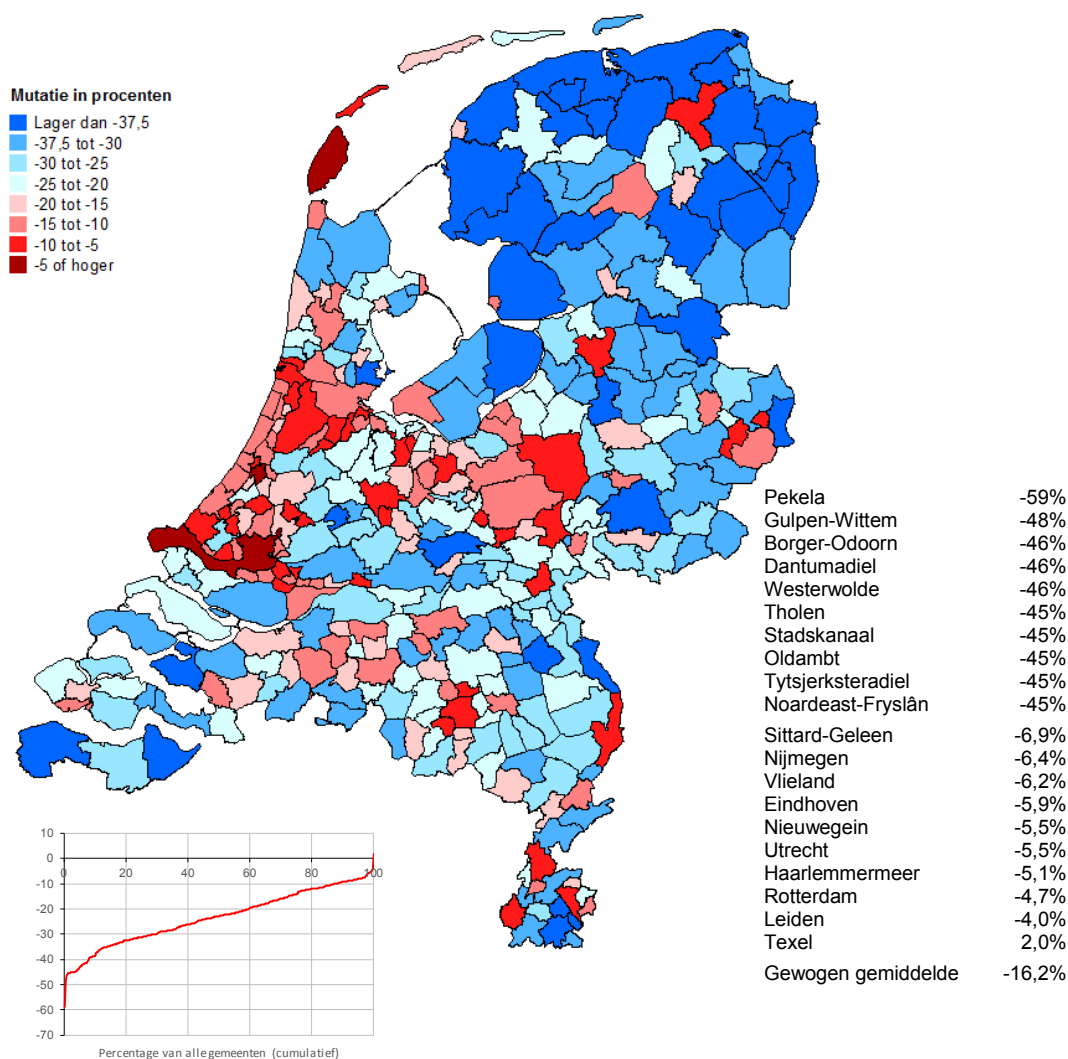 Mutatie in procenten
Lager dan -37,5
-37,5 tot -30
-30 tot -25
-25 tot -20
-20 tot -15
-15 tot -10
-10 tot -5
-5 of hoger
Pekela -59%
Gulpen-Wittem -48%
Borger-Odoorn -46%
Dantumadiel -46%
Westerwolde -46%
Tholen -45%
Stadskanaal -45%
Oldambt -45%
Tytsjerksteradiel -45%
Noardeast-Fryslân -45%
Sittard-Geleen -6,9%
Nijmegen -6,4%
Vlieland -6,2%
Eindhoven -5,9%
Nieuwegein -5,5%
Utrecht -5,5%
Haarlemmermeer -5,1%
Rotterdam -4,7%
Leiden -4,0%
Texel 2,0%
Gewogen gemiddelde -16,2%
10
0
0 20 40 60 80 100
-10
-20
-30
-40
-50
-60
-70
Percentage van alle gemeenten (cumulatief)